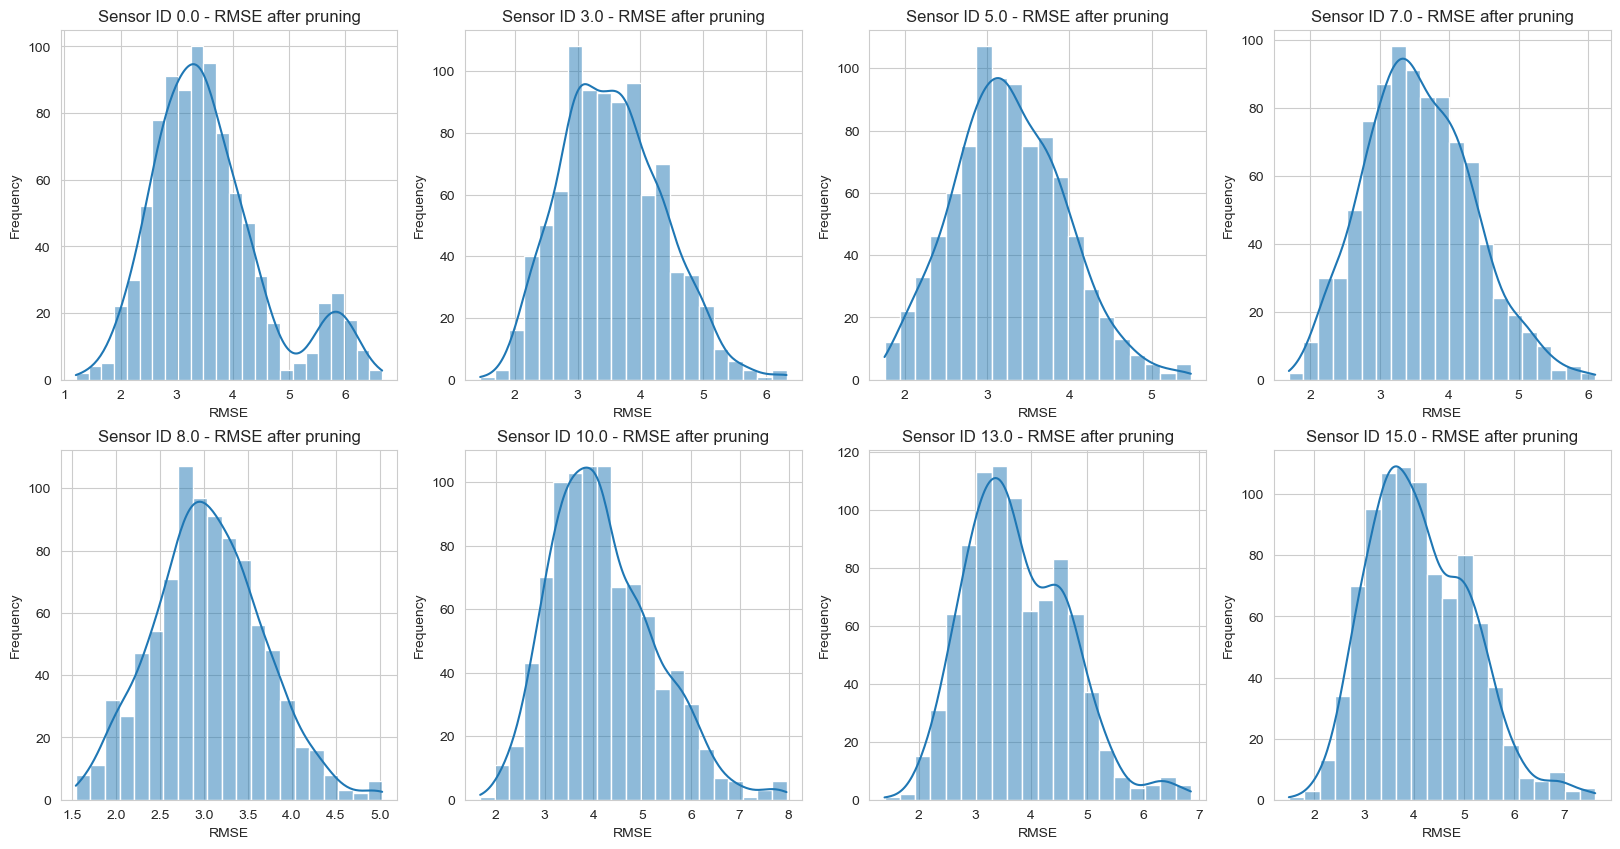 Sensor ID 0.0 - RMSE after pruning
Frequency
100
80
60
40
20
0
1 2 3 4 5 6
RMSE
Sensor ID 3.0 - RMSE after pruning
Frequency
100
80
60
40
20
0
2 3 4 5 6
RMSE
Sensor ID 5.0 - RMSE after pruning
Frequency
100
80
60
40
20
0
2 3 4 5
RMSE
Sensor ID 7.0 - RMSE after pruning
Frequency
100
80
60
40
20
0
2 3 4 5 6
RMSE
Sensor ID 8.0 - RMSE after pruning
Frequency
100
80
60
40
20
0
1.5 2.0 2.5 3.0 3.5 4.0 4.5 5.0
RMSE
Sensor ID 10.0 - RMSE after pruning
Frequency
100
80
60
40
20
0
2 3 4 5 6 7 8
RMSE
Sensor ID 13.0 - RMSE after pruning
Frequency
120
100
80
60
40
20
0
2 3 4 5 6 7
RMSE
Sensor ID 15.0 - RMSE after pruning
Frequency
100
80
60
40
20
0
2 3 4 5 6 7
RMSE